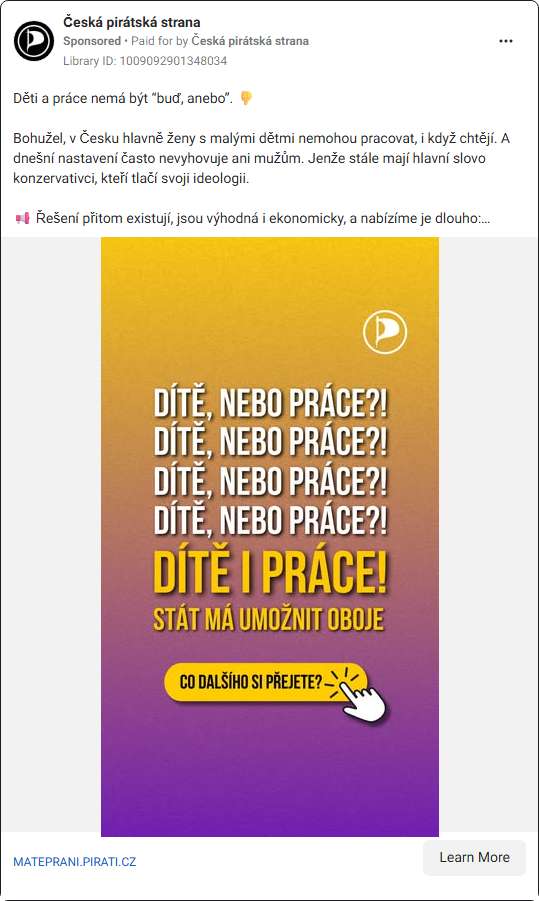 Česká pirátská strana
Sponsored • Paid for by Česká pirátská strana
Library ID: 1009092901348034
Děti a práce nemá být “buď, anebo”. 👎
Bohužel, v Česku hlavně ženy s malými dětmi nemohou pracovat, i když chtějí. A
dnešní nastavení často nevyhovuje ani mužům. Jenže stále mají hlavní slovo
konzervativci, kteří tlačí svoji ideologii.
📢 Řešení přitom existují, jsou výhodná i ekonomicky, a nabízíme je dlouho:...
DÍTĚ, NEBO PRÁCE?!
DÍTĚ, NEBO PRÁCE?!
DÍTĚ, NEBO PRÁCE?!
DÍTĚ, NEBO PRÁCE?!
DÍTĚ I PRÁCE!
STÁT MÁ UMOŽNIT OBOJE
CO DALŠÍHO SI PŘEJETE?
MATEPRANI.PIRATI.CZ
Learn More